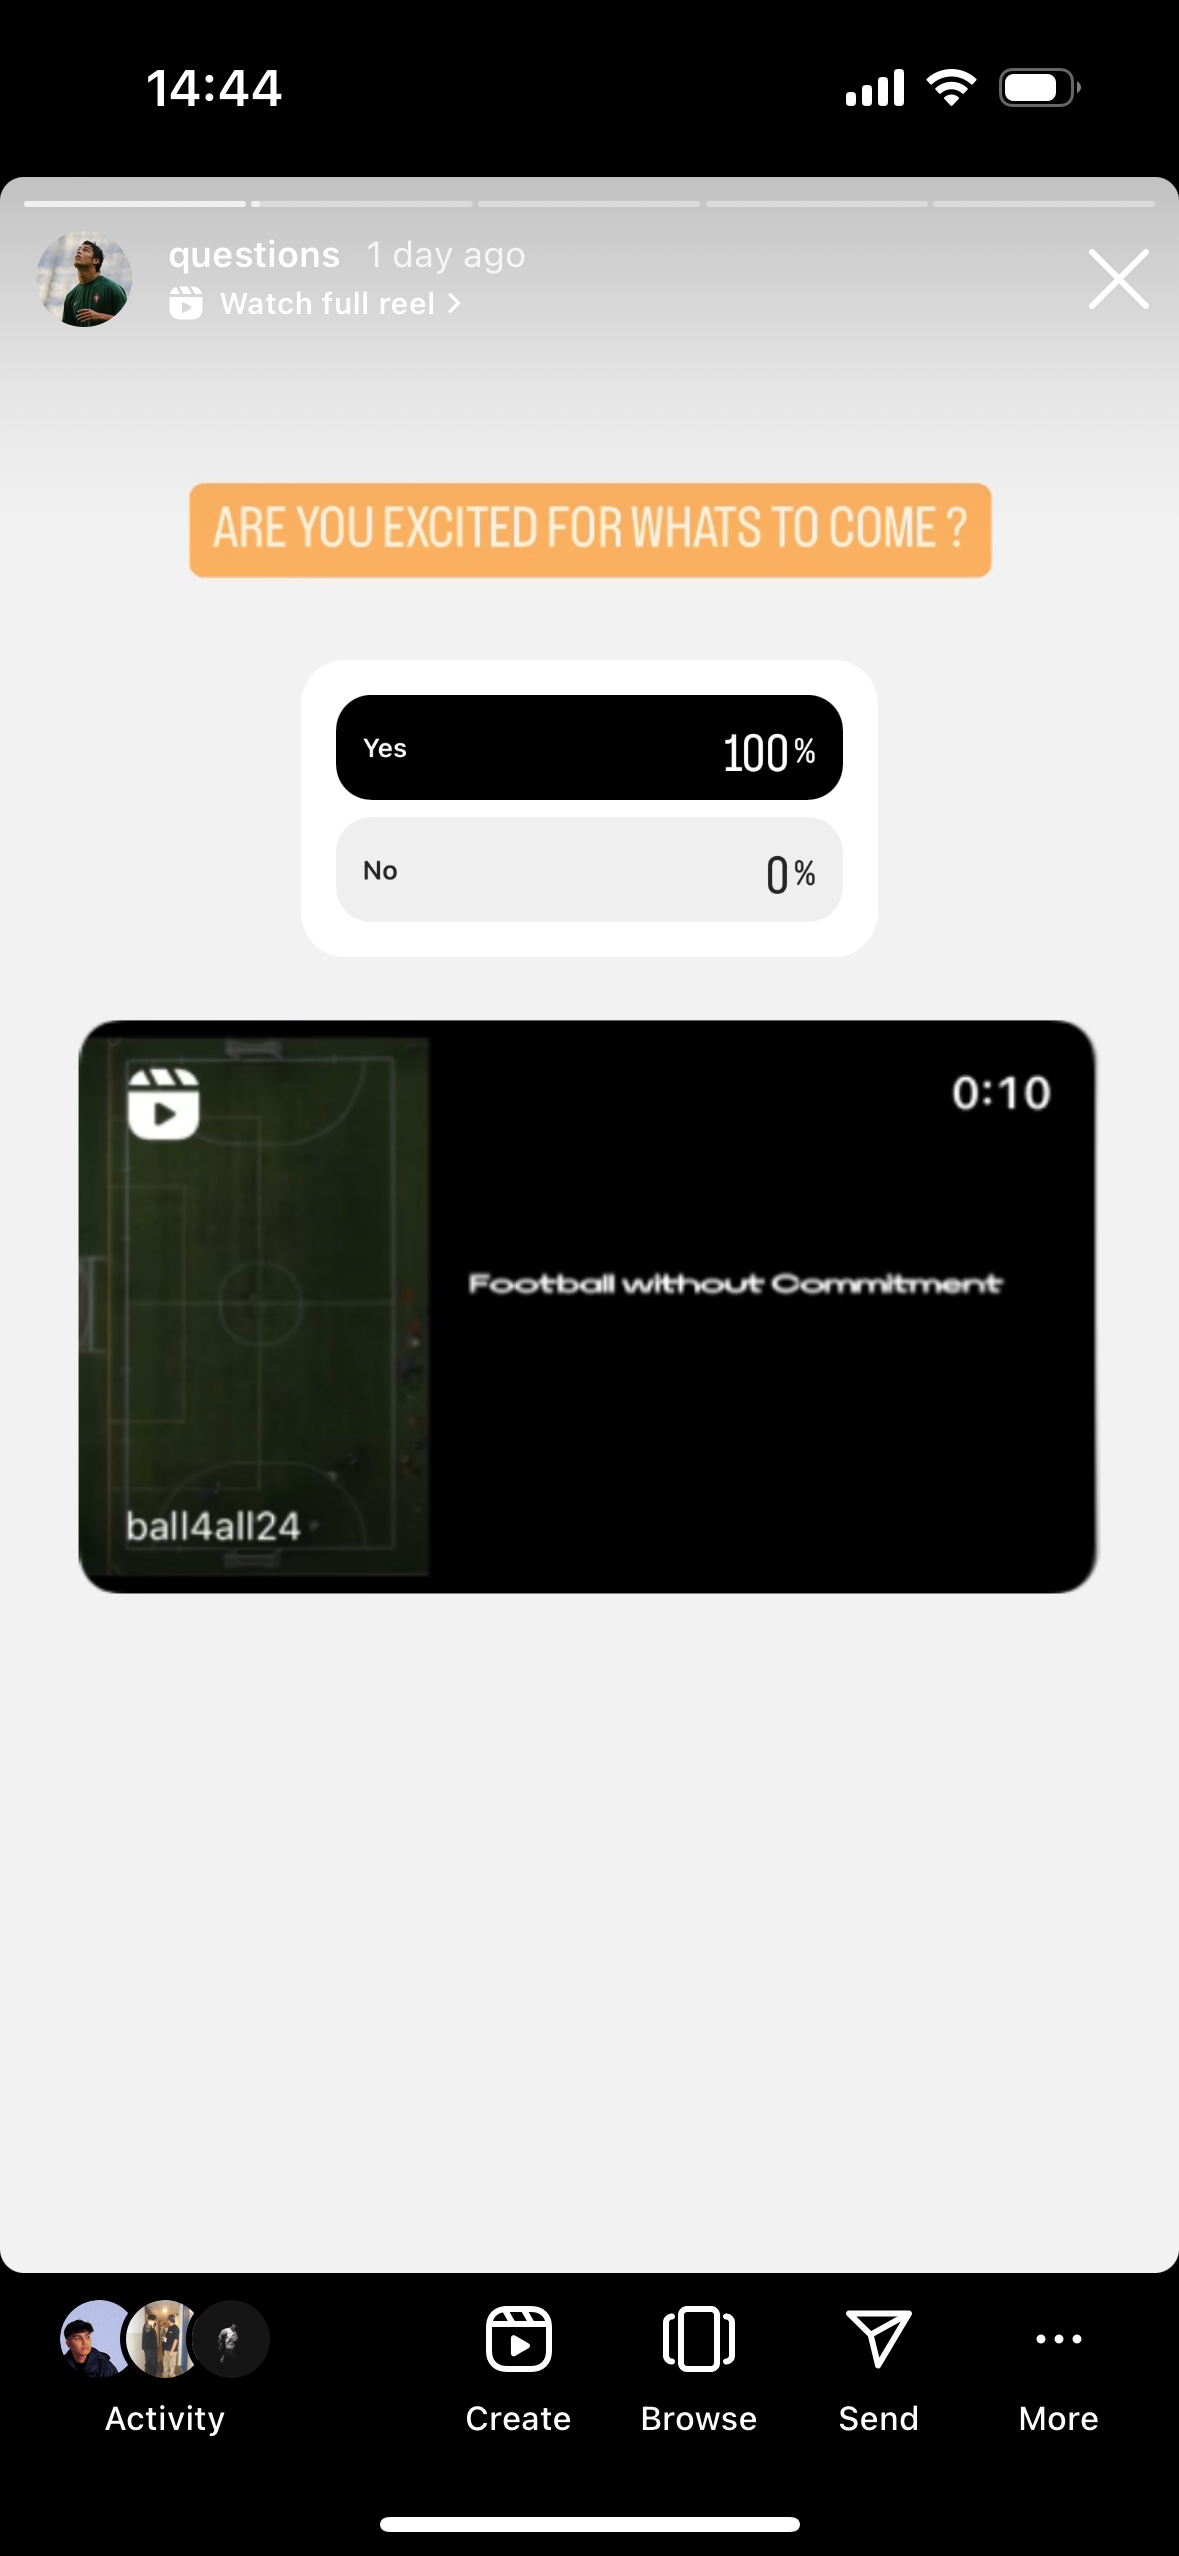 14:44
questions 1 day ago
Watch full reel
ARE YOU EXCITED FOR WHATS TO COME ?
Yes 100%
No 0%
0:10
Football without Commitment
ball4all24
Activity
Create
Browse
Send
More